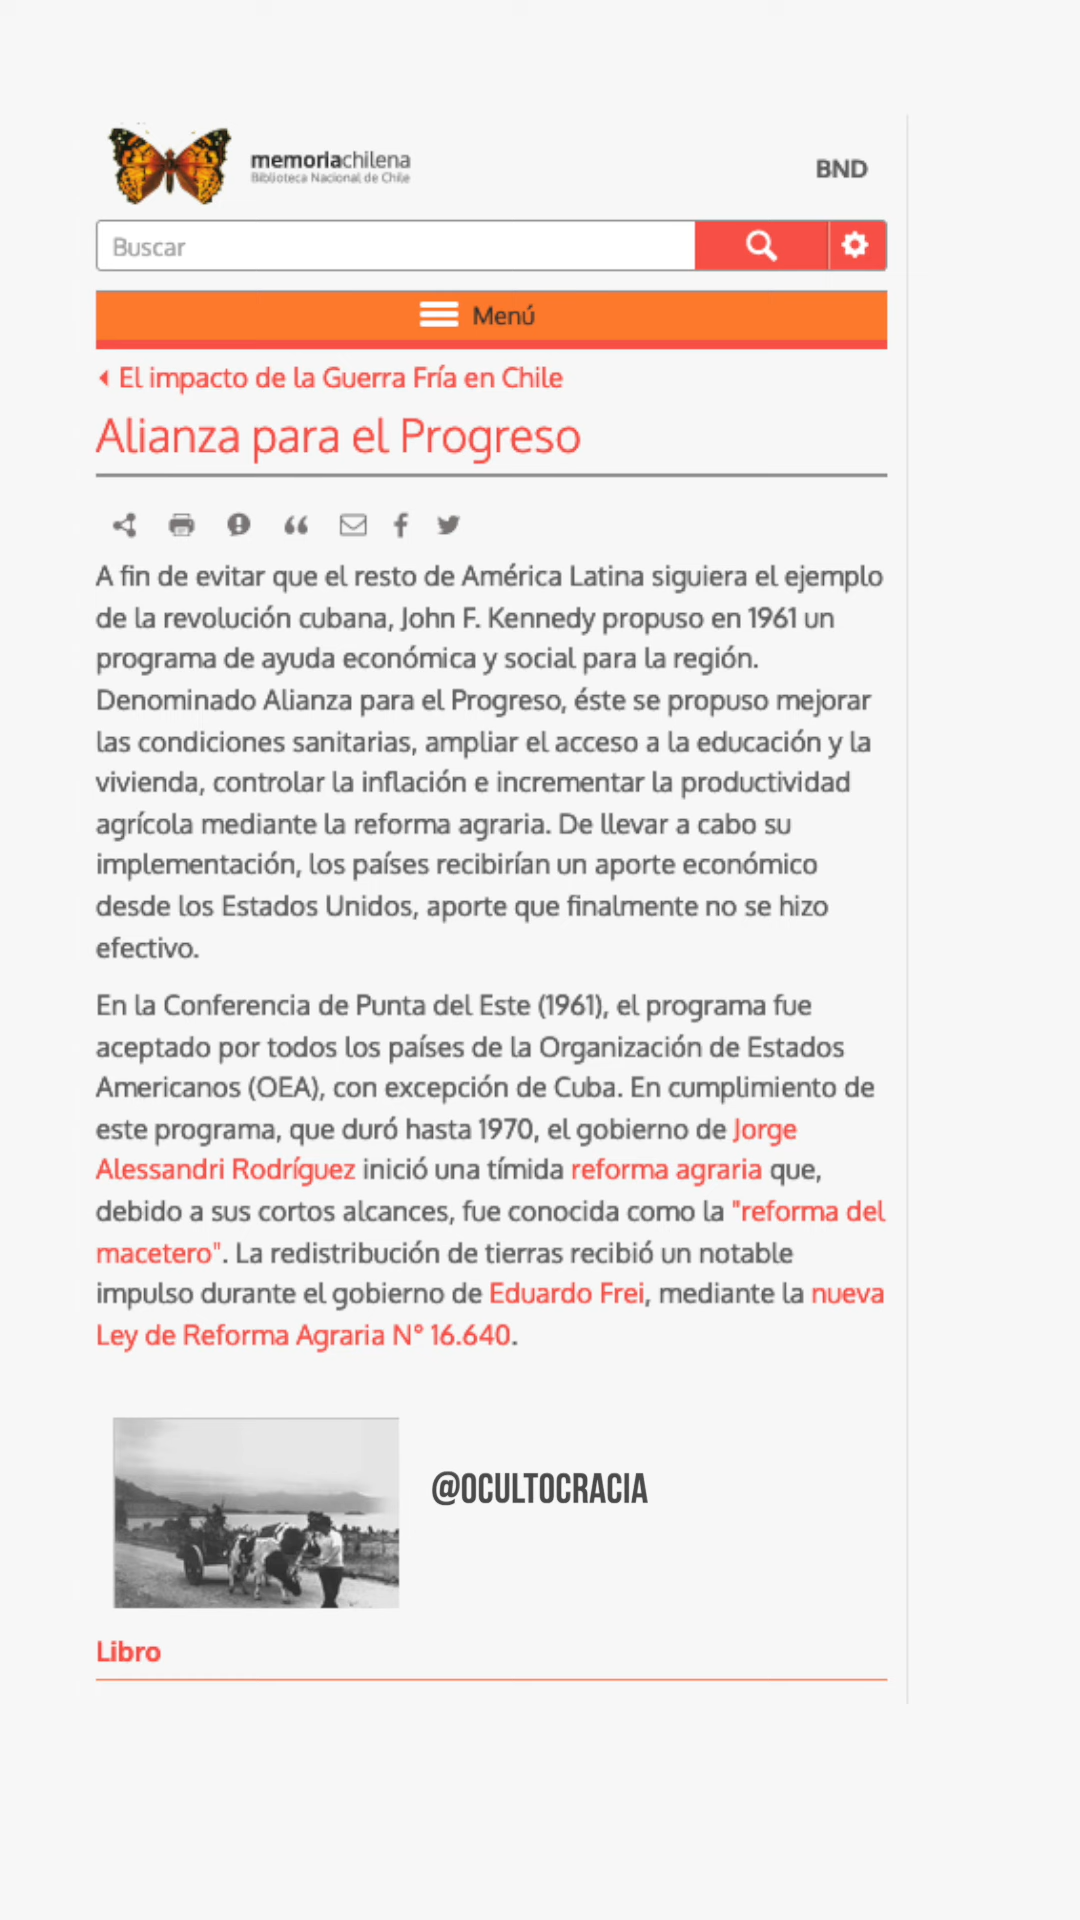 memoriachilena
Biblioteca Nacional de Chile
BND
Buscar
Menú
El impacto de la Guerra Fría en Chile
Alianza para el Progreso
A fin de evitar que el resto de América Latina siguiera el ejemplo
de la revolución cubana, John F. Kennedy propuso en 1961 un
programa de ayuda económica y social para la región.
Denominado Alianza para el Progreso, éste se propuso mejorar
las condiciones sanitarias, ampliar el acceso a la educación y la
vivienda, controlar la inflación e incrementar la productividad
agrícola mediante la reforma agraria. De llevar a cabo su
implementación, los países recibirían un aporte económico
desde los Estados Unidos, aporte que finalmente no se hizo
efectivo.
En la Conferencia de Punta del Este (1961), el programa fue
aceptado por todos los países de la Organización de Estados
Americanos (OEA), con excepción de Cuba. En cumplimiento de
este programa, que duró hasta 1970, el gobierno de Jorge
Alessandri Rodríguez inició una tímida reforma agraria que,
debido a sus cortos alcances, fue conocida como la "reforma del
macetero". La redistribución de tierras recibió un notable
impulso durante el gobierno de Eduardo Frei, mediante la nueva
Ley de Reforma Agraria N° 16.640.
@OCULTOCRACIA
Libro